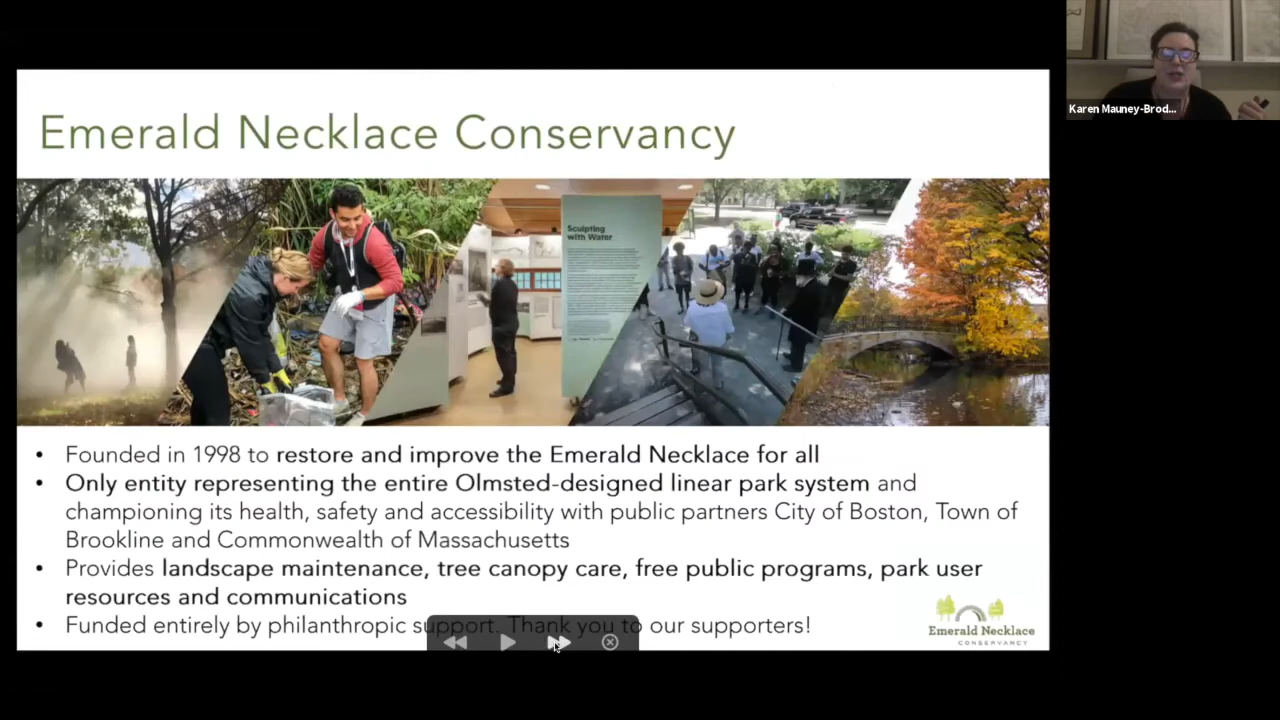 Emerald Necklace Conservancy
Karen Mauney-Brod...
Sculpting
with Water
• Founded in 1998 to restore and improve the Emerald Necklace for all
• Only entity representing the entire Olmsted-designed linear park system and
championing its health, safety and accessibility with public partners City of Boston, Town of
Brookline and Commonwealth of Massachusetts
• Provides landscape maintenance, tree canopy care, free public programs, park user
resources and communications
• Funded entirely by philanthropic support. Thank you to our supporters!
Emerald Necklace
CONSERVANCY